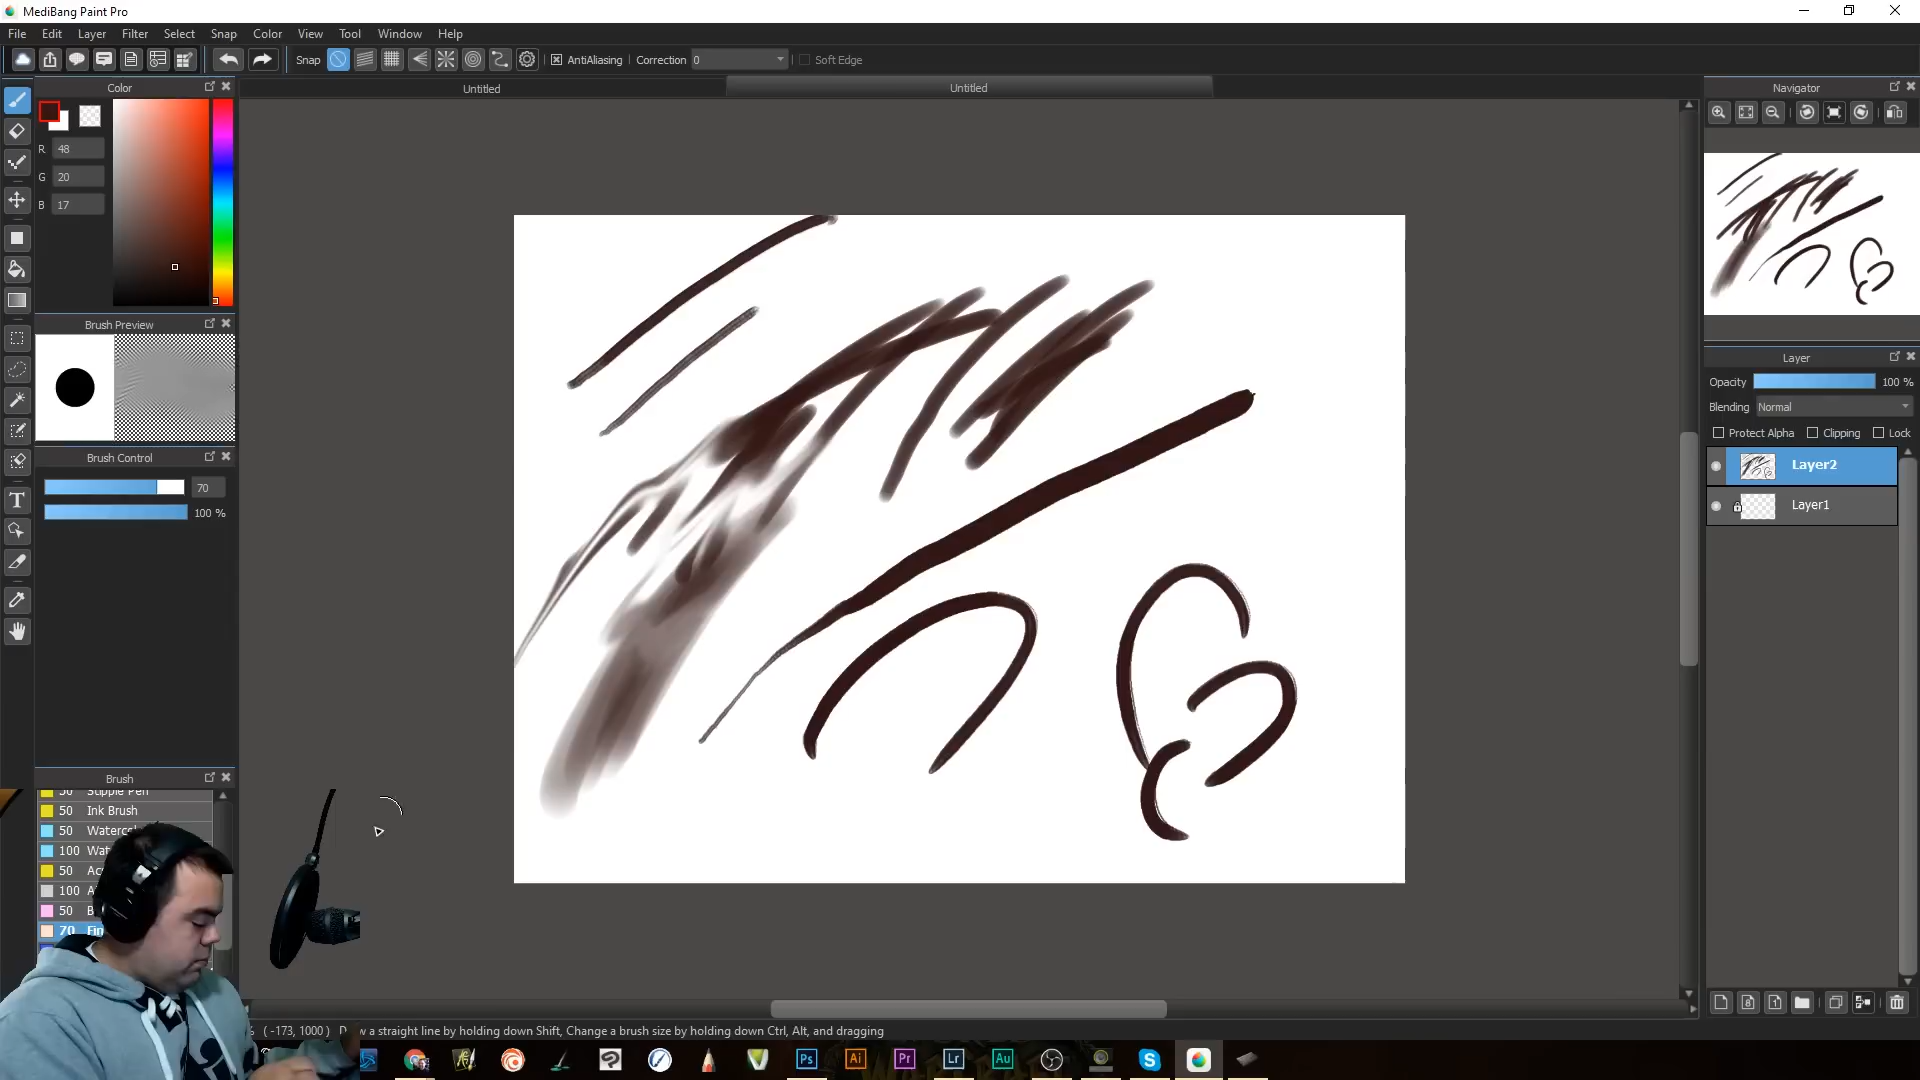 MediBang Paint Pro
File Edit Layer Filter Select Snap Color View Tool Window Help
Snap AntiAliasing Correction 0 Soft Edge
Color Untitled Untitled Navigator
R 48
G 20
B 17
Brush Preview
Layer
Opacity 100 %
Blending Normal
Protect Alpha Clipping Lock
Brush Control
Layer2
70
100 %
Layer1
Brush
50 Stipple Pen
50 Ink Brush
50
100
50
100
50
70
( -173, 1000 ) w a straight line by holding down Shift, Change a brush size by holding down Ctrl, Alt, and dragging
Ps Ai Pr Lr Au